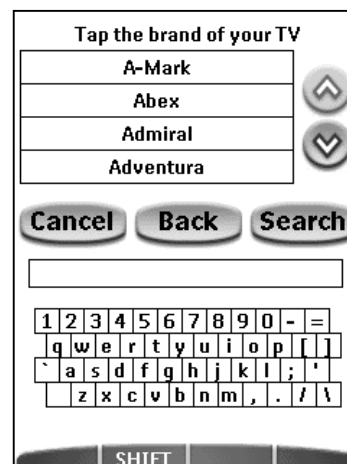 Tap the brand of your TV
A-Mark
Abex
Admiral
Adventura
Cancel Back Search
1 2 3 4 5 6 7 8 9 0 - =
q w e r t y u i o p [ ]
` a s d f g h j k l ; '
z x c v b n m , . / \
SHIFT